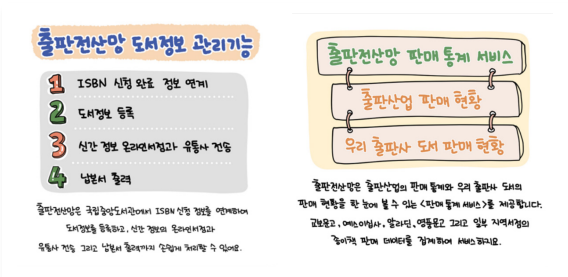 출판전산망 도서정보 관리기능
1 ISBN 신청 완료 정보 연계
2 도서정보 등록
3 신간 정보 온라인서점과 유통사 전송
4 납본서 출력
출판전산망은 국립중앙도서관에서 ISBN 신청 정보를 연계하여
도서정보를 등록하고, 신간 정보의 온라인서점과
유통사 전송 그리고 납본서 출력까지 손쉽게 처리할 수 있어요.
출판전산망 판매 통계 서비스
출판산업 판매 현황
우리 출판사 도서 판매 현황
출판전산망은 출판산업의 판매 통계와 우리 출판사 도서의
판매 현황을 한 눈에 볼 수 있는 <판매 통계 서비스>를 제공합니다.
교보문고, 예스이십사, 알라딘, 영풍문고 그리고 일부 지역서점의
종이책 판매 데이터를 집계하여 서비스하지요.